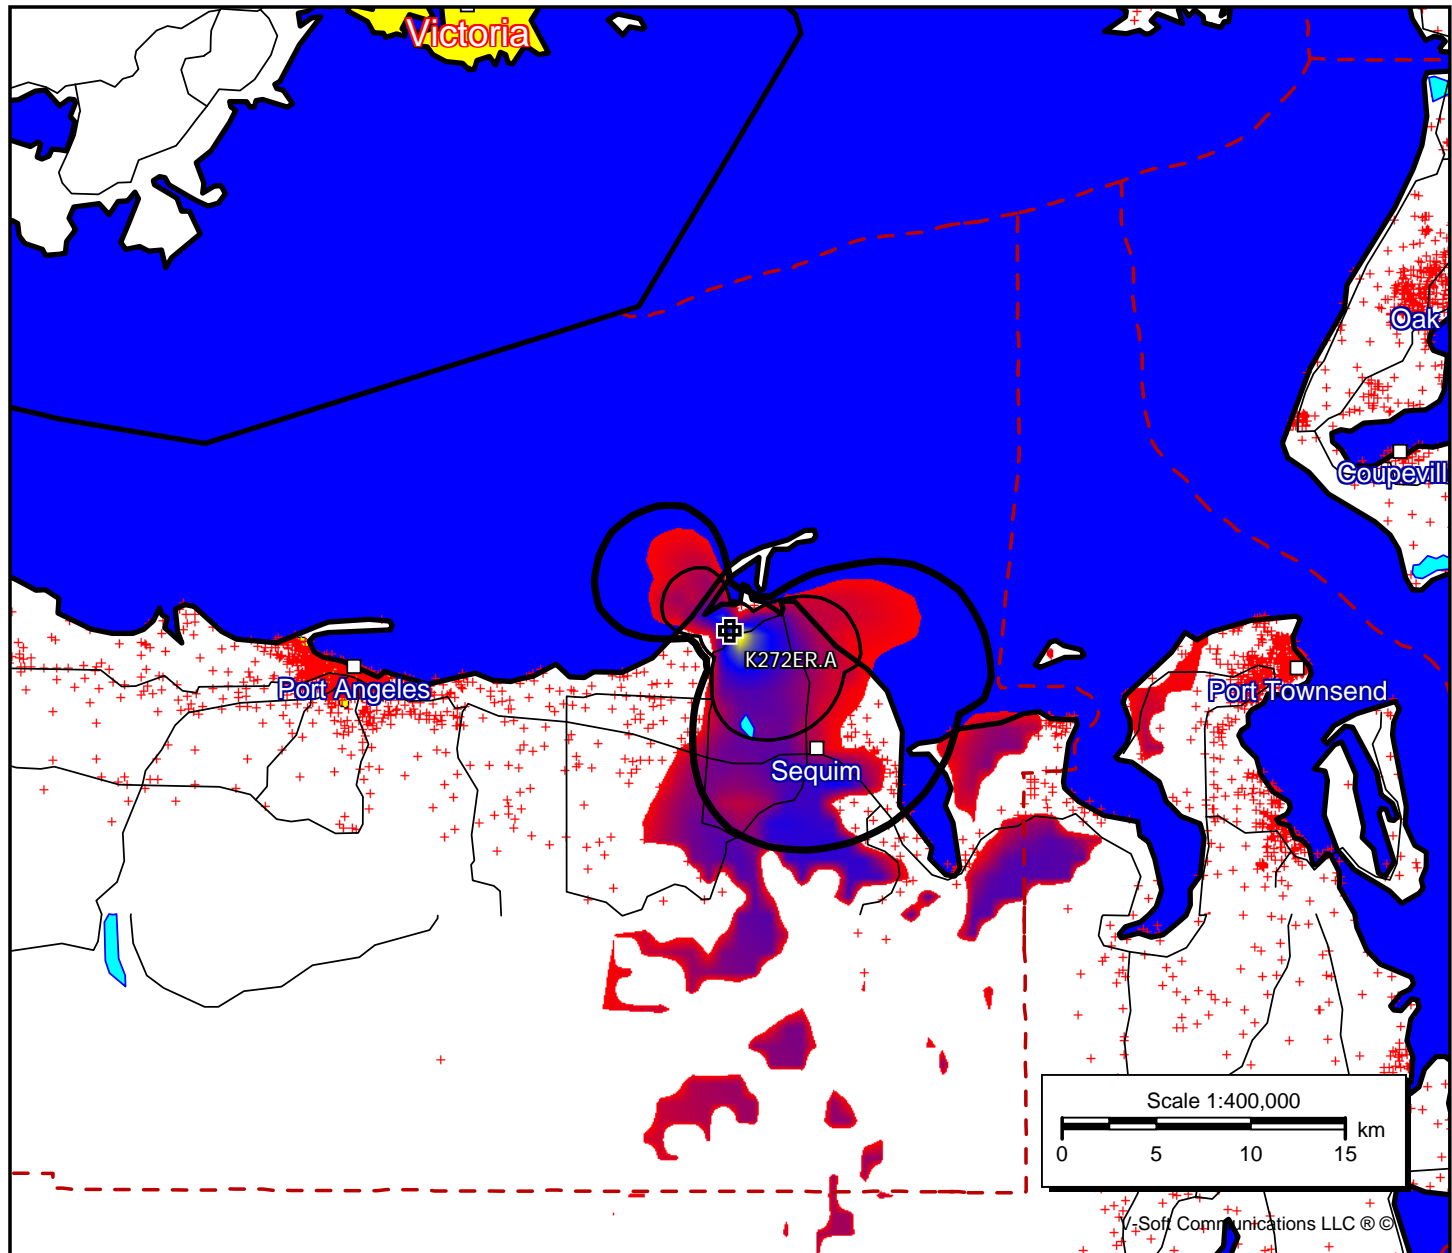 Victoria
Oak
Coupevill
K272ER.A
Port Angeles
Port Townsend
Sequim
Scale 1:400,000
km
0 5 10 15
V-Soft Communications LLC ® ©